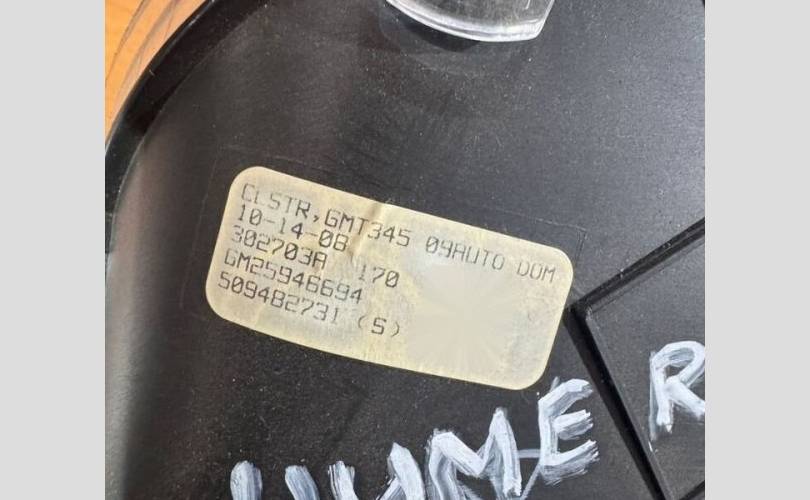 CLSTR,GMT345 09AUTO DOM
10-14-08
302703A 170
GM25946694
509482731 (S)